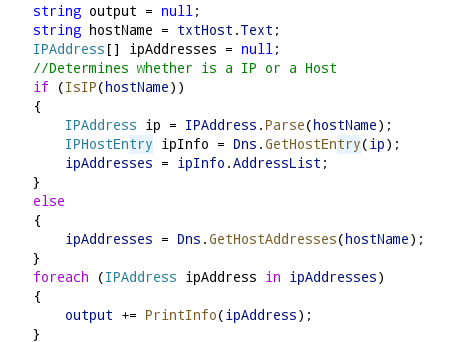 string output = null;
string hostName = txtHost.Text;
IPAddress[] ipAddresses = null;
//Determines whether is a IP or a Host
if (IsIP(hostName))
{
IPAddress ip = IPAddress.Parse(hostName);
IPHostEntry ipInfo = Dns.GetHostEntry(ip);
ipAddresses = ipInfo.AddressList;
}
else
{
ipAddresses = Dns.GetHostAddresses(hostName);
}
foreach (IPAddress ipAddress in ipAddresses)
{
output += PrintInfo(ipAddress);
}